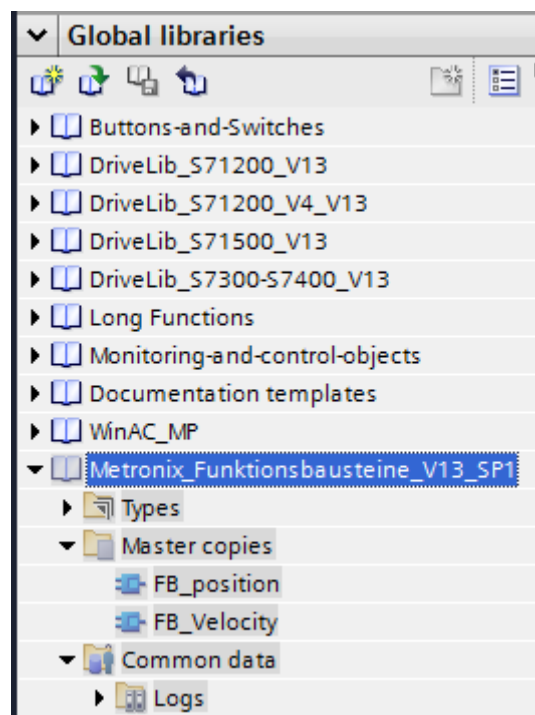 Global libraries
Buttons-and-Switches
DriveLib_S71200_V13
DriveLib_S71200_V4_V13
DriveLib_S71500_V13
DriveLib_S7300-S7400_V13
Long Functions
Monitoring-and-control-objects
Documentation templates
WinAC_MP
Metronix_Funktionsbausteine_V13_SP1
Types
Master copies
FB_position
FB_Velocity
Common data
Logs